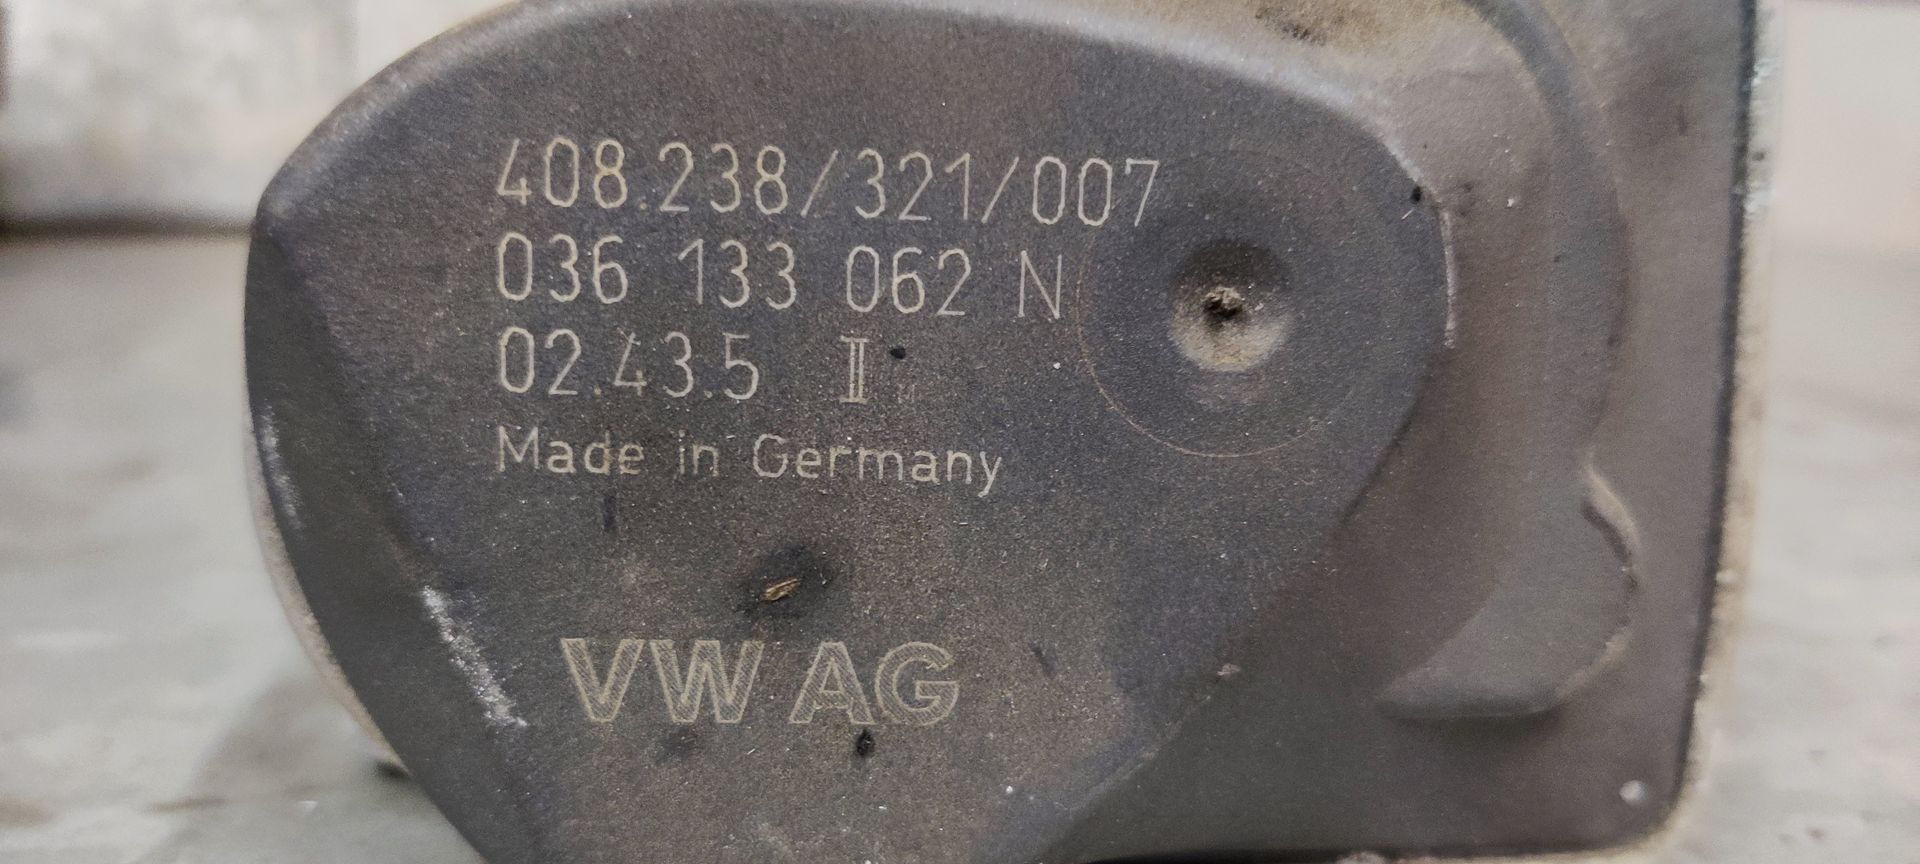 408.238/321/007
036 133 062 N
02.43.5 II
Made in Germany
VW AG